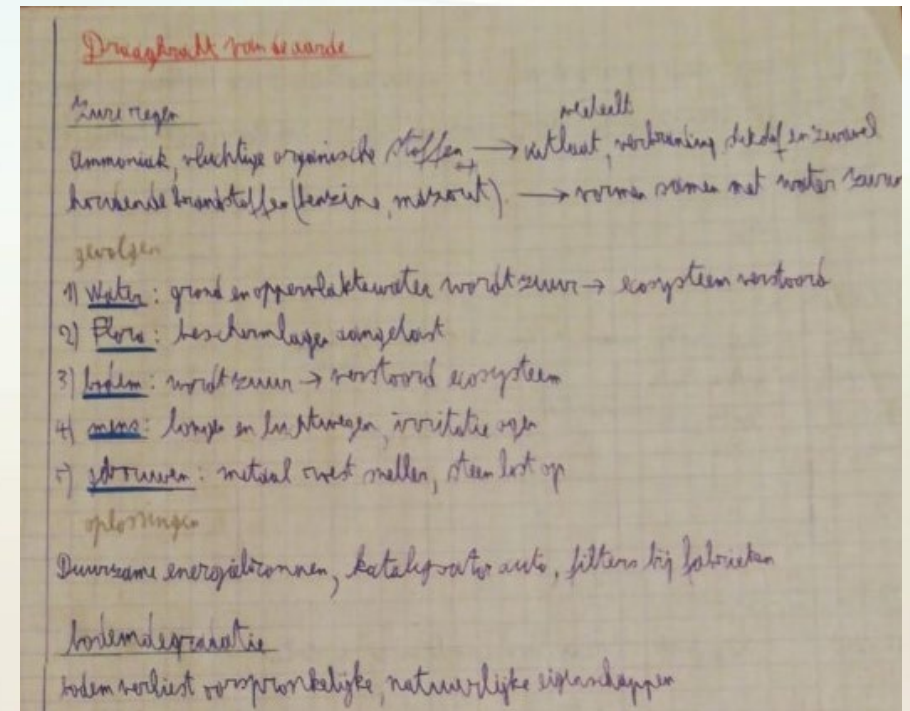 Draagkracht van de aarde
Zure regen
veeteelt
Ammoniak, vluchtige organische stoffen → uitlaat, verbranding en zwavel
houdende brandstoffen (benzine, mazout) → vormen samen met water zuren
gevolgen
1) Water: grond en oppervlaktewater wordt zuur → ecosysteem verstoord
2) Flora: beschermlagen aangetast
3) bodem: wordt zuur → verstoord ecosysteem
4) mens: longen en luchtwegen, irritatie ogen
5) gebouwen: metaal roest sneller, steen lost op
oplossingen
Duurzame energiebronnen, katalysator auto, filters bij fabrieken
bodemdegradatie
bodem verliest oorspronkelijke, natuurlijke eigenschappen